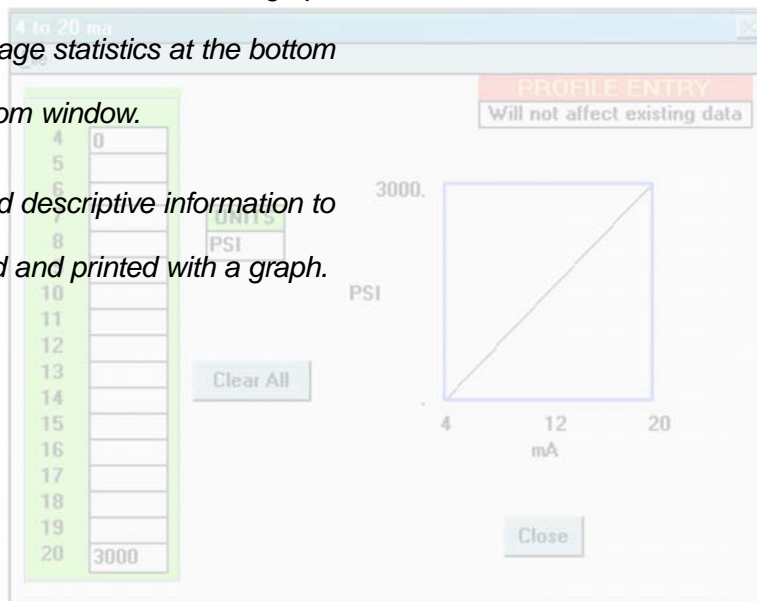 4 to 20 ma
age statistics at the bottom
om window.
PROFILE ENTRY
Will not affect existing data
4 0
5
6
d descriptive information to
7
UNITS
8
PSI
d and printed with a graph.
10
11
12
13
14
15
16
17
18
19
20 3000
Clear All
3000.
PSI
.
4 12 20
mA
Close